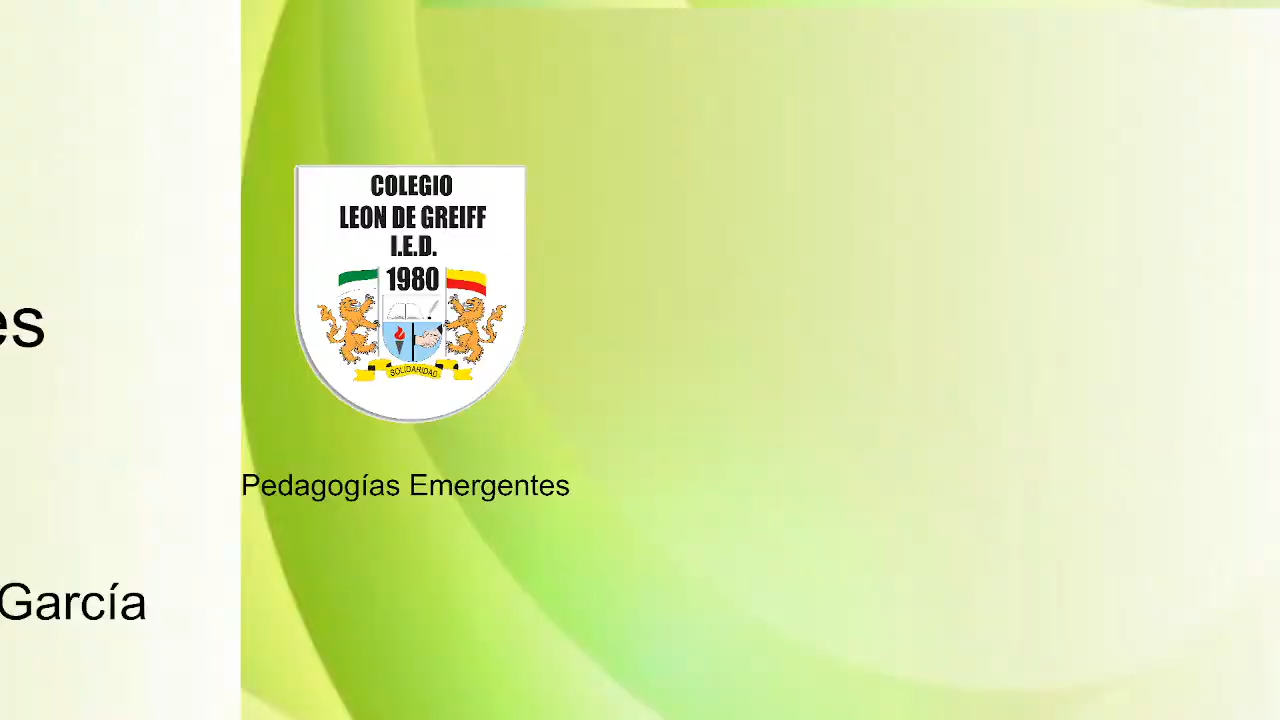 COLEGIO
LEON DE GREIFF
I.E.D.
1980
SOLIDARIDAD
es
Pedagogías Emergentes
García